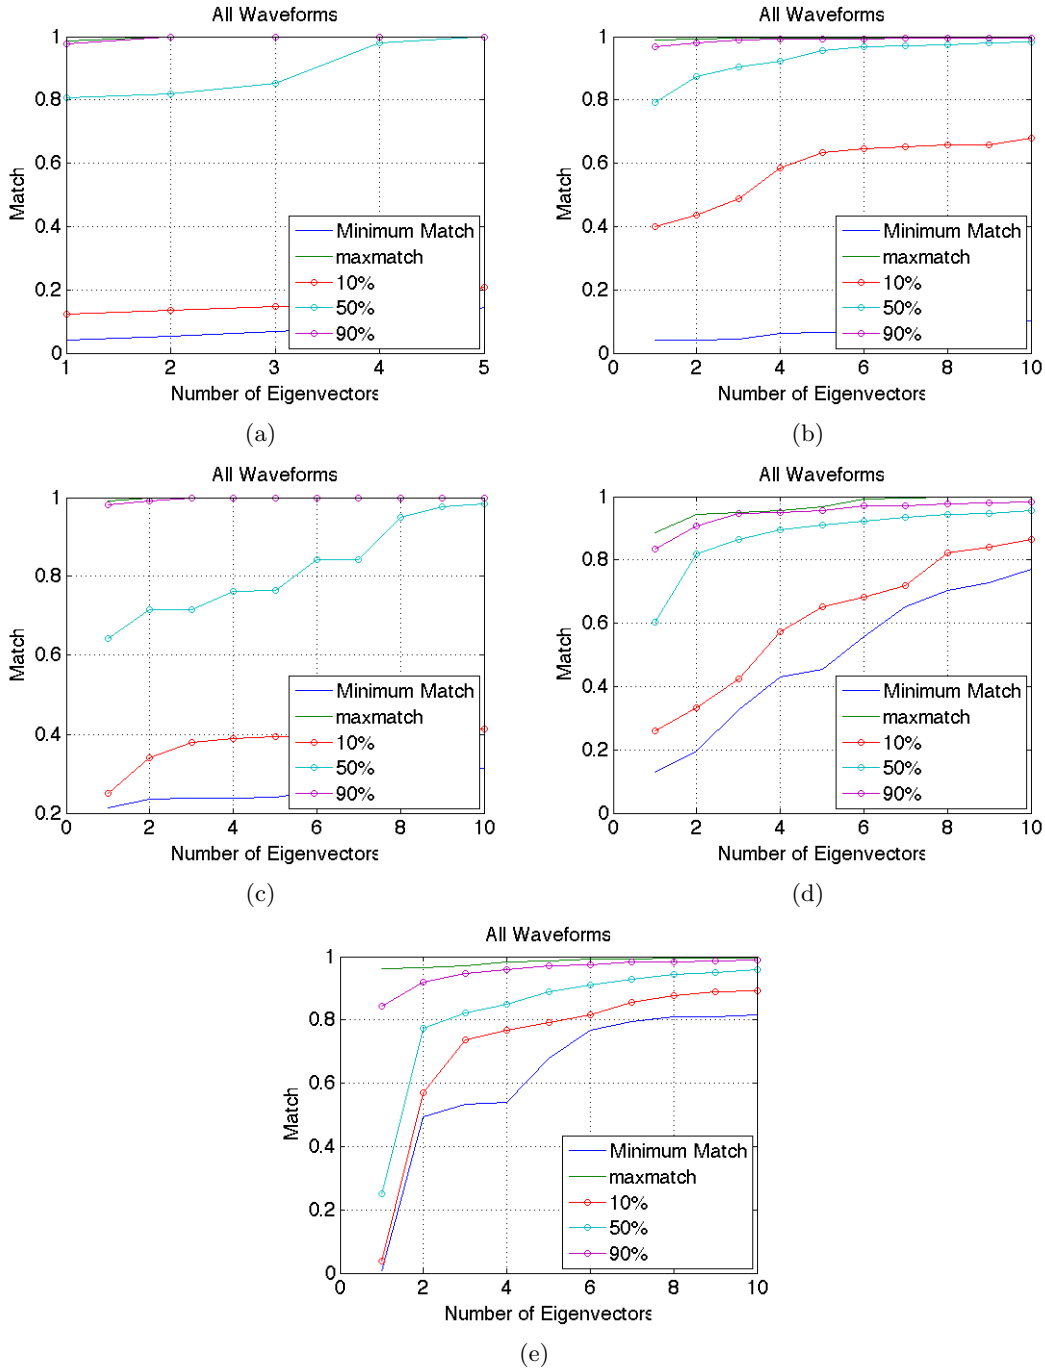 All Waveforms
1
0.8
0.6
0.4
0.2
0
Match
1 2 3 4 5
Number of Eigenvectors
Minimum Match
maxmatch
10%
50%
90%
(a)
All Waveforms
1
0.8
0.6
0.4
0.2
0
Match
0 2 4 6 8 10
Number of Eigenvectors
Minimum Match
maxmatch
10%
50%
90%
(b)
All Waveforms
1
0.8
0.6
0.4
0.2
Match
0 2 4 6 8 10
Number of Eigenvectors
Minimum Match
maxmatch
10%
50%
90%
(c)
All Waveforms
1
0.8
0.6
0.4
0.2
0
Match
0 2 4 6 8 10
Number of Eigenvectors
Minimum Match
maxmatch
10%
50%
90%
(d)
All Waveforms
1
0.8
0.6
0.4
0.2
0
Match
0 2 4 6 8 10
Number of Eigenvectors
Minimum Match
maxmatch
10%
50%
90%
(e)